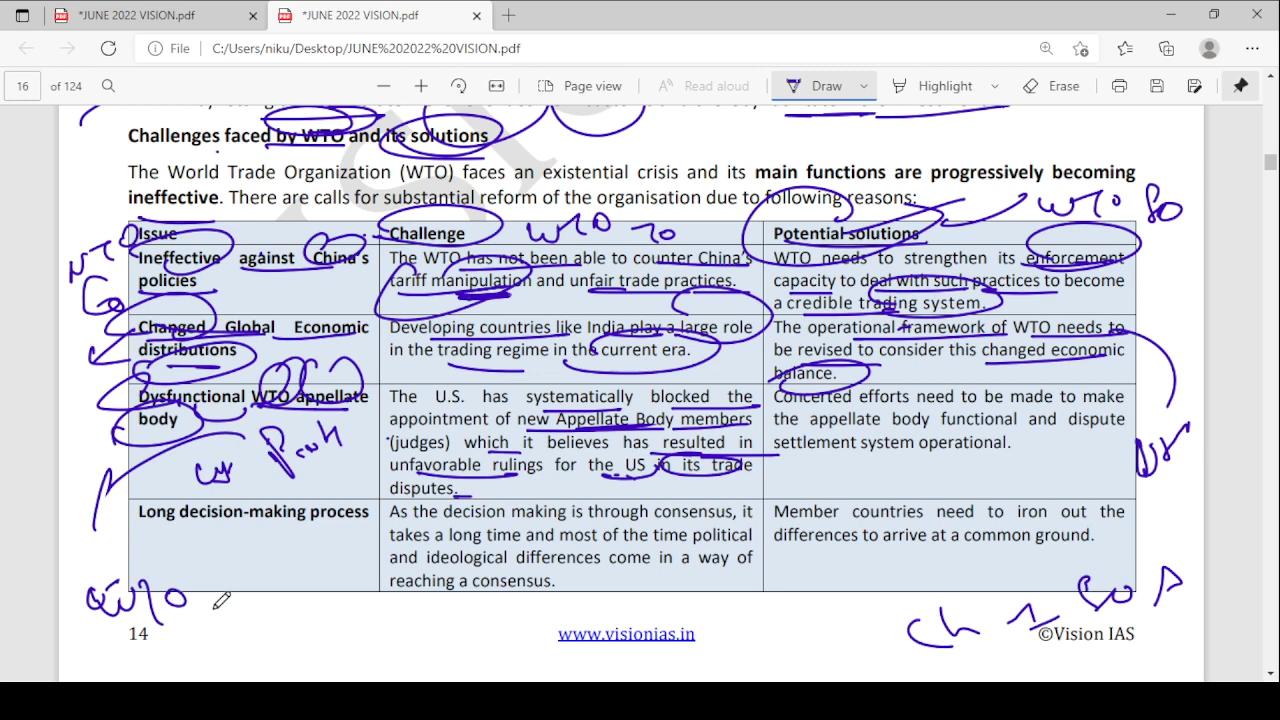 *JUNE 2022 VISION.pdf
*JUNE 2022 VISION.pdf
File C:/Users/niku/Desktop/JUNE%202022%20VISION.pdf
16 of 124 Page view Read aloud Draw Highlight Erase
Challenges faced by WTO and its solutions
The World Trade Organization (WTO) faces an existential crisis and its main functions are progressively becoming
ineffective. There are calls for substantial reform of the organisation due to following reasons:
WTO
WTO
Issue Challenge Potential solutions
Ineffective against China's policies
The WTO has not been able to counter China's
tariff manipulation and unfair trade practices.
WTO needs to strengthen its enforcement
capacity to deal with such practices to become
a credible trading system.
Changed Global Economic
distributions
Developing countries like India play a large role
in the trading regime in the current era.
The operational framework of WTO needs to
be revised to consider this changed economic
balance.
Dysfunctional WTO appellate
body
The U.S. has systematically blocked the
appointment of new Appellate Body members
(judges) which it believes has resulted in
unfavorable rulings for the US in its trade
disputes.
Concerted efforts need to be made to make
the appellate body functional and dispute
settlement system operational.
Long decision-making process
As the decision making is through consensus, it
takes a long time and most of the time political
and ideological differences come in a way of
reaching a consensus.
Member countries need to iron out the
differences to arrive at a common ground.
14 www.visionias.in ©Vision IAS